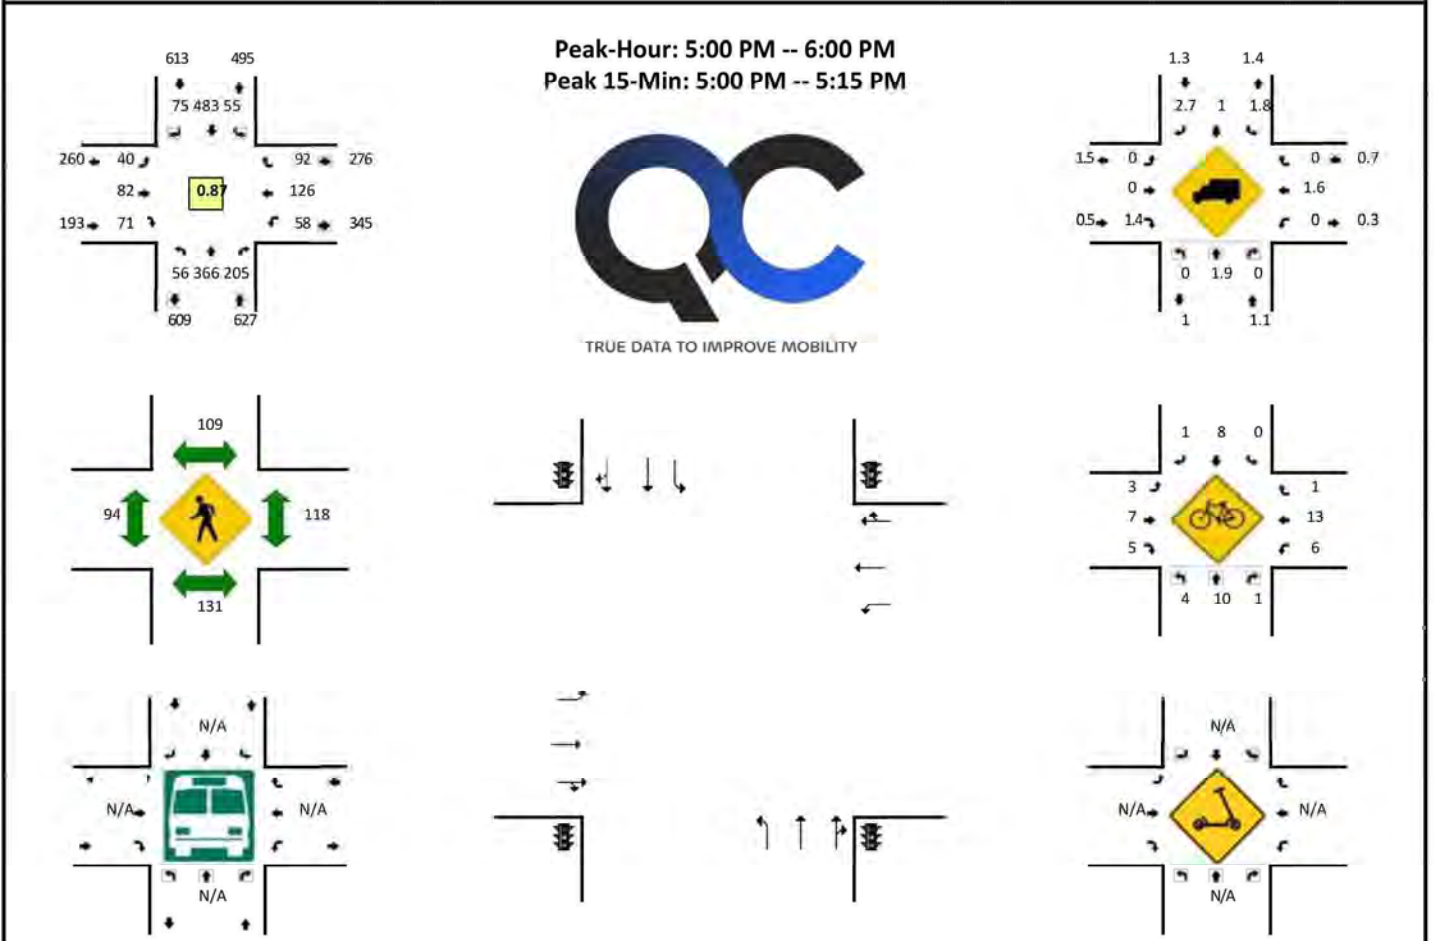 Peak-Hour: 5:00 PM -- 6:00 PM
Peak 15-Min: 5:00 PM -- 5:15 PM
613 495
75 483 55
260 40 92 276
82 0.87 126
193 71 58 345
56 366 205
609 627
QC
TRUE DATA TO IMPROVE MOBILITY
1.3 1.4
2.7 1 1.8
1.5 0 0 0.7
0 1.6
0.5 1.4 0 0.3
0 1.9 0
1 1.1
109
94 118
131
1 8 0
3 1
7 13
5 6
4 10 1
N/A
N/A N/A
N/A
N/A
N/A N/A
N/A